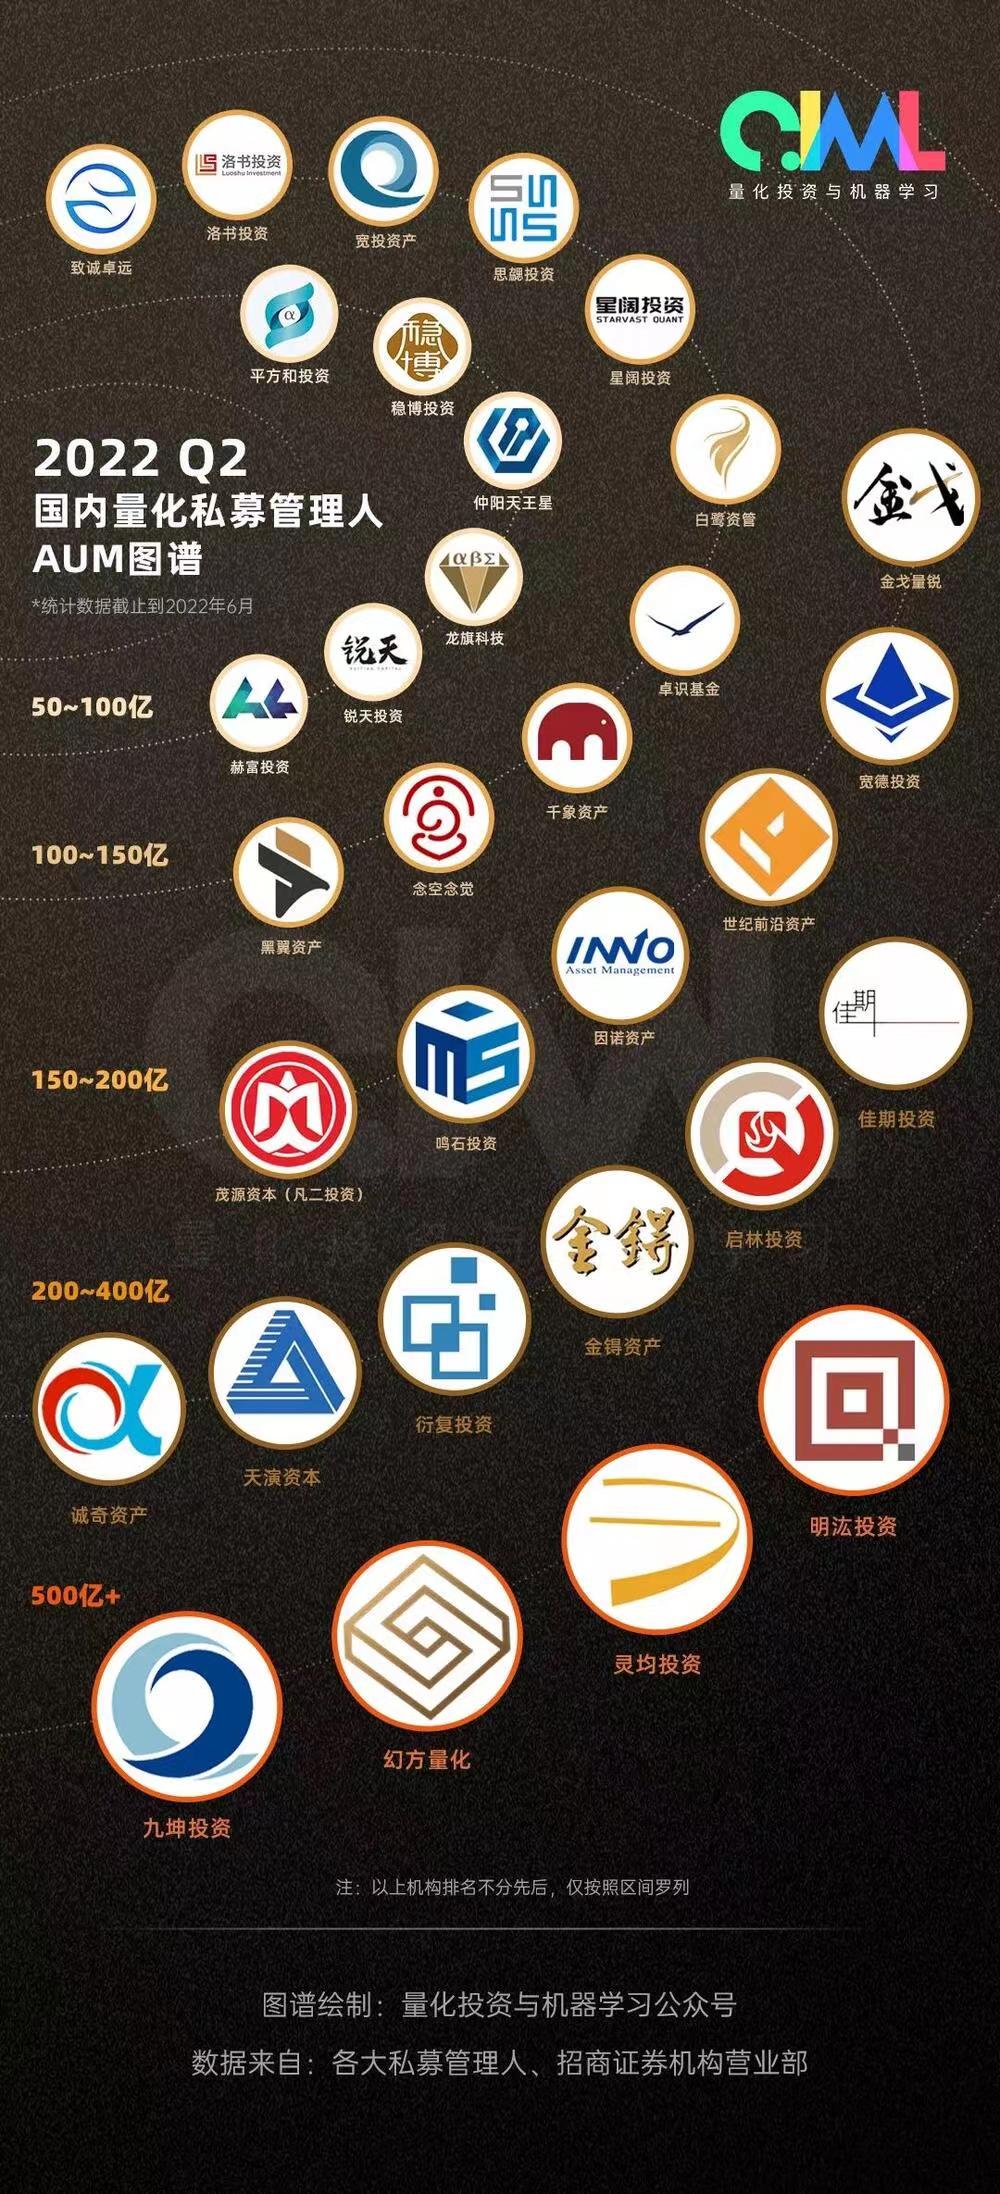 QIML
量化投资与机器学习
致诚卓远
洛书投资
Luoshu Investment
洛书投资
宽投资产
思勰投资
星阔投资
STARVAST QUANT
星阔投资
α
平方和投资
稳博
稳博投资
仲阳天王星
白鹭资管
金戈
金戈量锐
2022 Q2
国内量化私募管理人
AUM图谱
*统计数据截止到2022年6月
αβΣ
龙旗科技
锐天
锐天投资
卓识基金
50~100亿
赫富投资
宽德投资
千象资产
100~150亿
念空念觉
黑翼资产
世纪前沿资产
INNO
Asset Management
因诺资产
佳期
佳期投资
150~200亿
ms
鸣石投资
茂源资本（凡二投资）
启林投资
金锝
金锝资产
200~400亿
衍复投资
天演资本
α
诚奇资产
明汯投资
灵均投资
500亿+
幻方量化
九坤投资
注：以上机构排名不分先后，仅按照区间罗列
图谱绘制：量化投资与机器学习公众号
数据来自：各大私募管理人、招商证券机构营业部